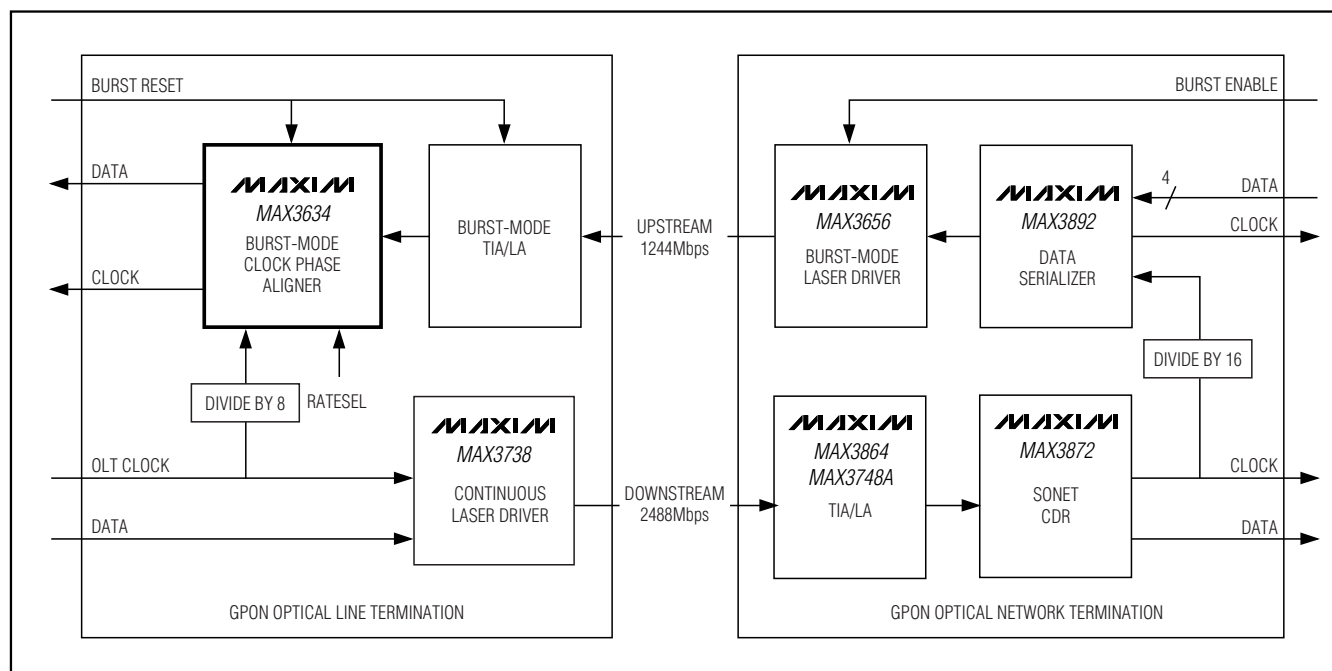 BURST RESET
DATA
CLOCK
MAXIM
MAX3634
BURST-MODE
CLOCK PHASE
ALIGNER
BURST-MODE
TIA/LA
DIVIDE BY 8
RATESEL
OLT CLOCK
DATA
MAXIM
MAX3738
CONTINUOUS
LASER DRIVER
GPON OPTICAL LINE TERMINATION
UPSTREAM
1244Mbps
DOWNSTREAM
2488Mbps
BURST ENABLE
MAXIM
MAX3656
BURST-MODE
LASER DRIVER
MAXIM
MAX3892
DATA
SERIALIZER
4
DATA
CLOCK
DIVIDE BY 16
MAXIM
MAX3864
MAX3748A
TIA/LA
MAXIM
MAX3872
SONET
CDR
CLOCK
DATA
GPON OPTICAL NETWORK TERMINATION